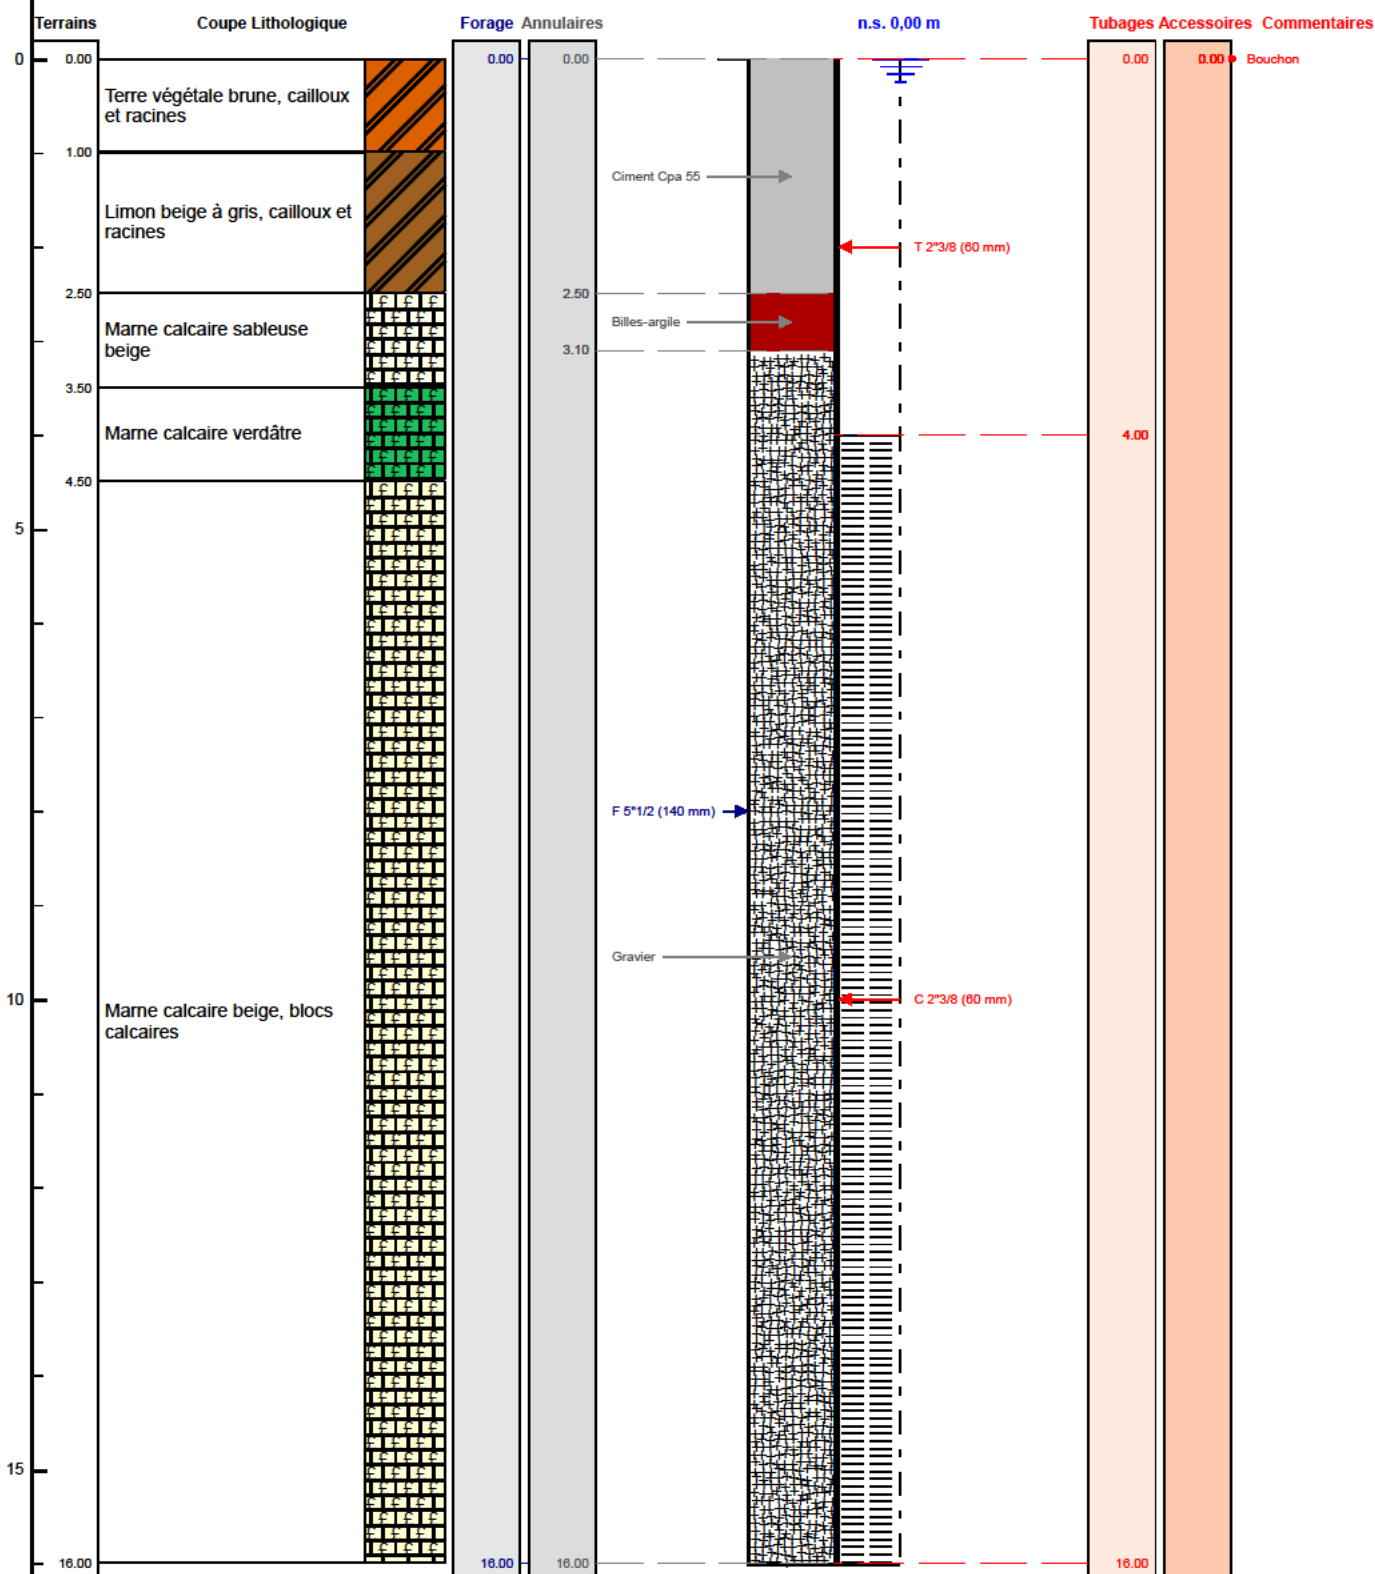 Terrains Coupe Lithologique Forage Annulaires n.s. 0,00 m Tubages Accessoires Commentaires
0 0.00 0.00 0.00 0.00 0.00 Bouchon
Terre végétale brune, cailloux
et racines
1.00
Ciment Cpa 55
Limon beige à gris, cailloux et
racines
T 2"3/8 (60 mm)
2.50 2.50
Billes-argile
Marne calcaire sableuse
beige
3.10
3.50
Marne calcaire verdâtre 4.00
4.50
5
F 5"1/2 (140 mm)
Gravier
10 C 2"3/8 (60 mm)
Marne calcaire beige, blocs
calcaires
15
16.00 16.00 16.00 16.00